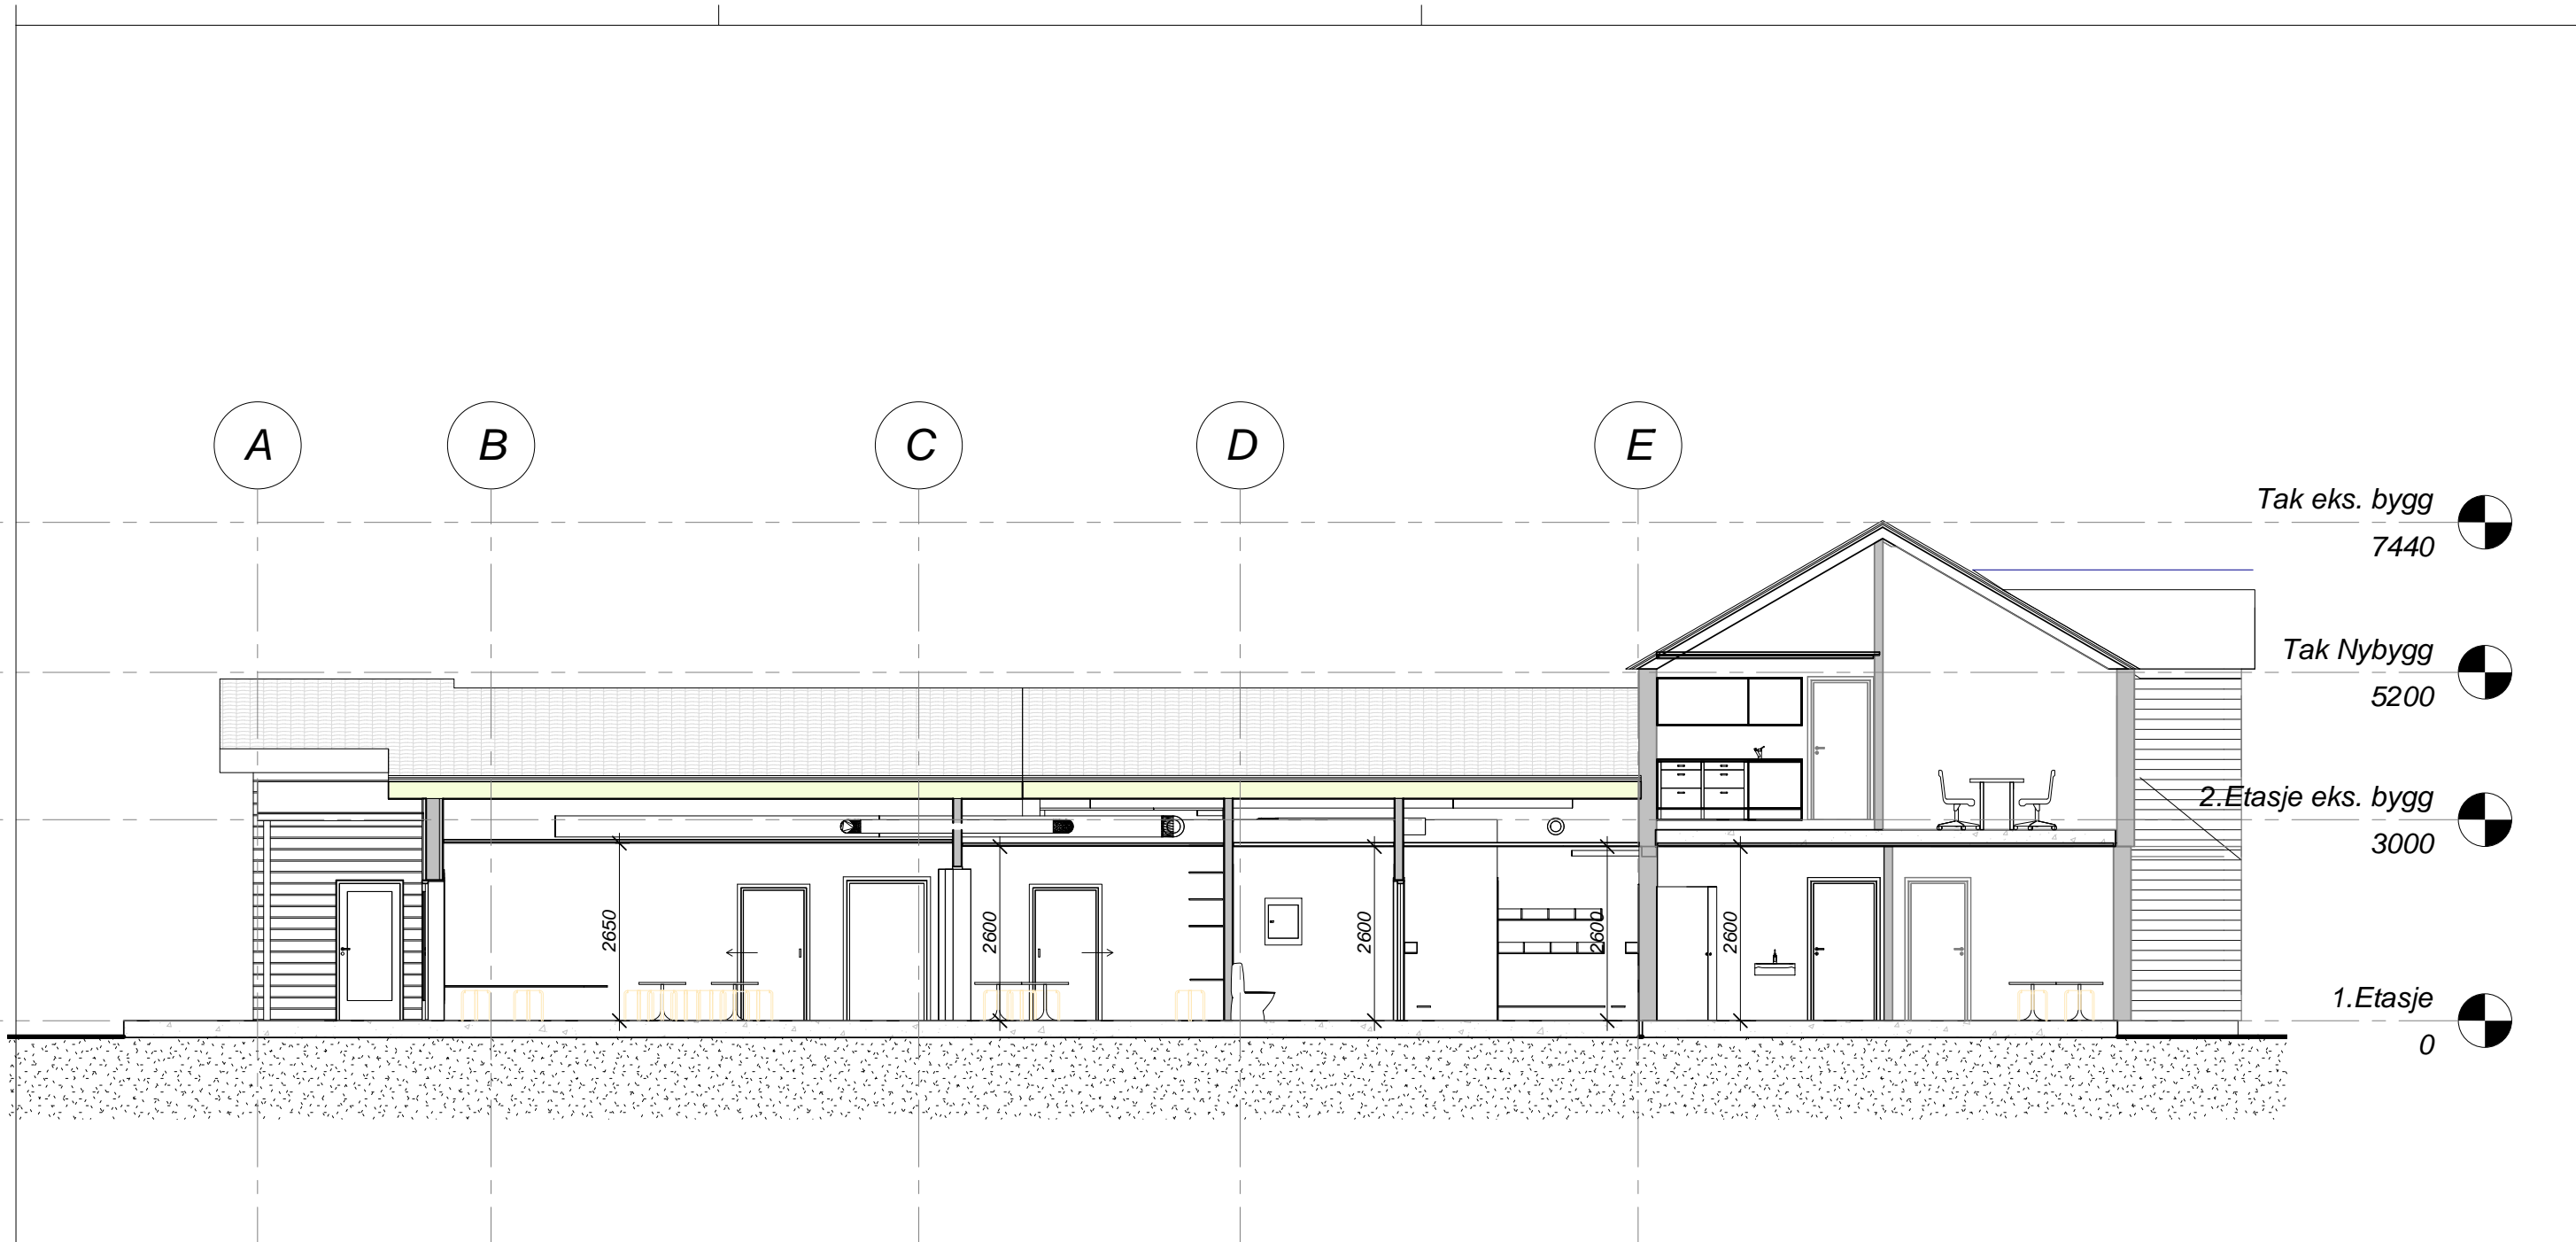 A
B
C
D
E
Tak eks. bygg
7440
Tak Nybygg
5200
2.Etasje eks. bygg
3000
2650
2600
2600
2600
2600
1.Etasje
0